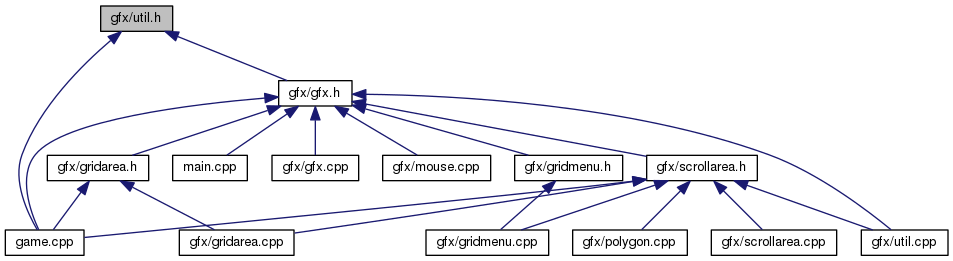 gfx/util.h
gfx/gfx.h
gfx/gridarea.h
main.cpp
gfx/gfx.cpp
gfx/mouse.cpp
gfx/gridmenu.h
gfx/scrollarea.h
game.cpp
gfx/gridarea.cpp
gfx/gridmenu.cpp
gfx/polygon.cpp
gfx/scrollarea.cpp
gfx/util.cpp